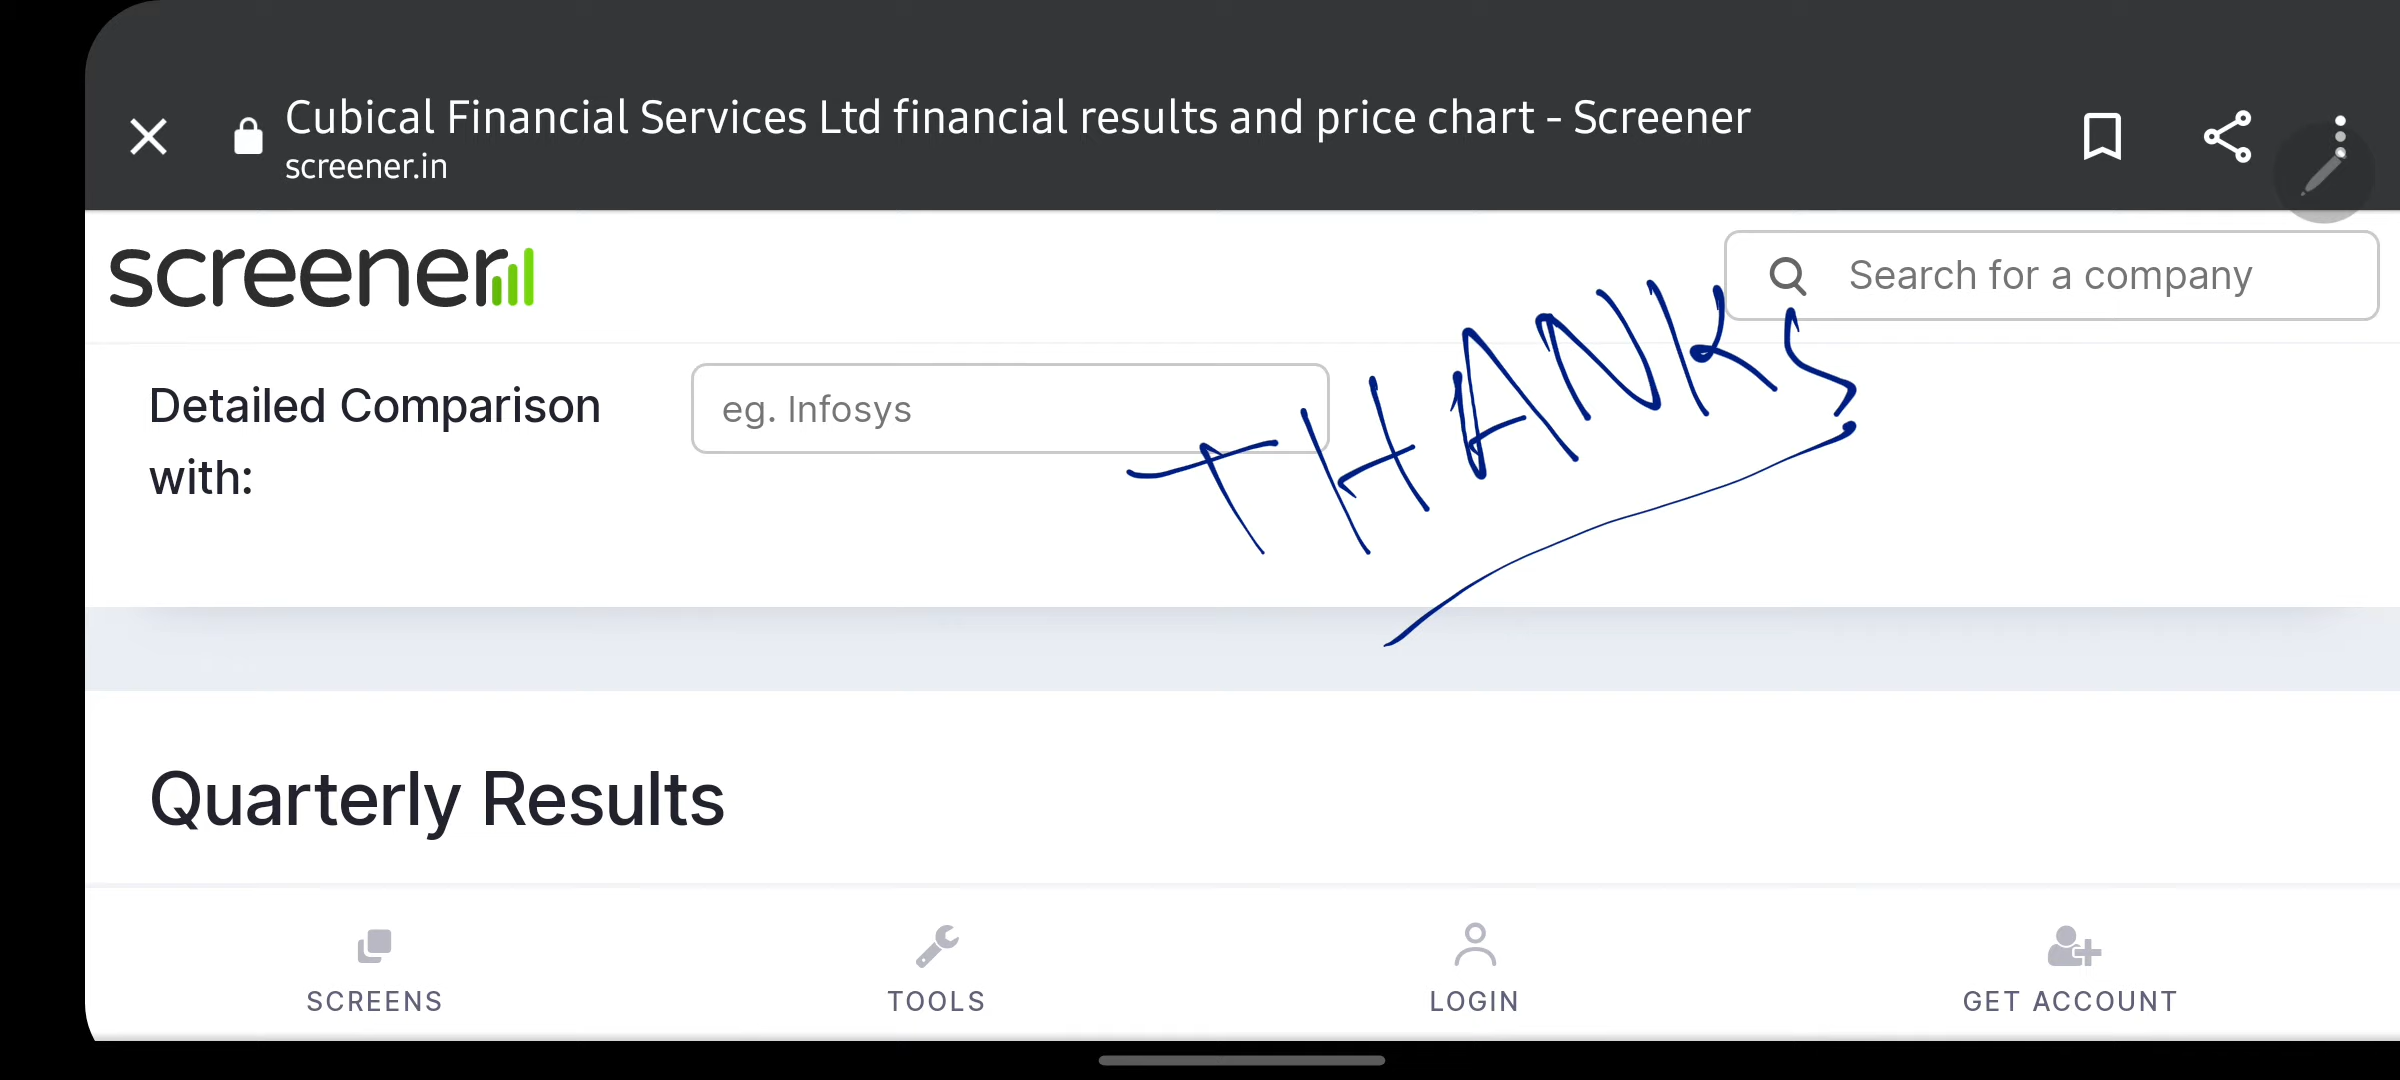 Cubical Financial Services Ltd financial results and price chart - Screener
screener.in
screener
Search for a company
Detailed Comparison with:
eg. Infosys
THANKS
Quarterly Results
SCREENS
TOOLS
LOGIN
GET ACCOUNT